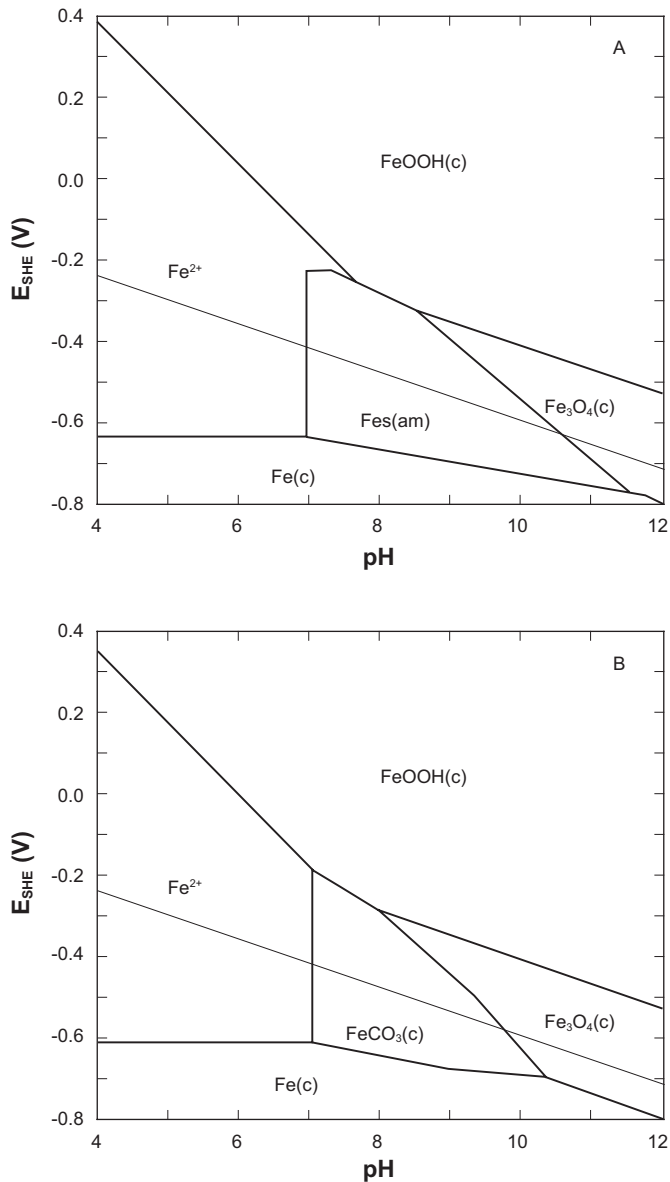 A
0.4
0.2
0.0
-0.2
-0.4
-0.6
-0.8
E_SHE (V)
FeOOH(c)
Fe²⁺
Fe₃O₄(c)
Fes(am)
Fe(c)
4 6 8 10 12
pH
B
0.4
0.2
0.0
-0.2
-0.4
-0.6
-0.8
E_SHE (V)
FeOOH(c)
Fe²⁺
Fe₃O₄(c)
FeCO₃(c)
Fe(c)
4 6 8 10 12
pH